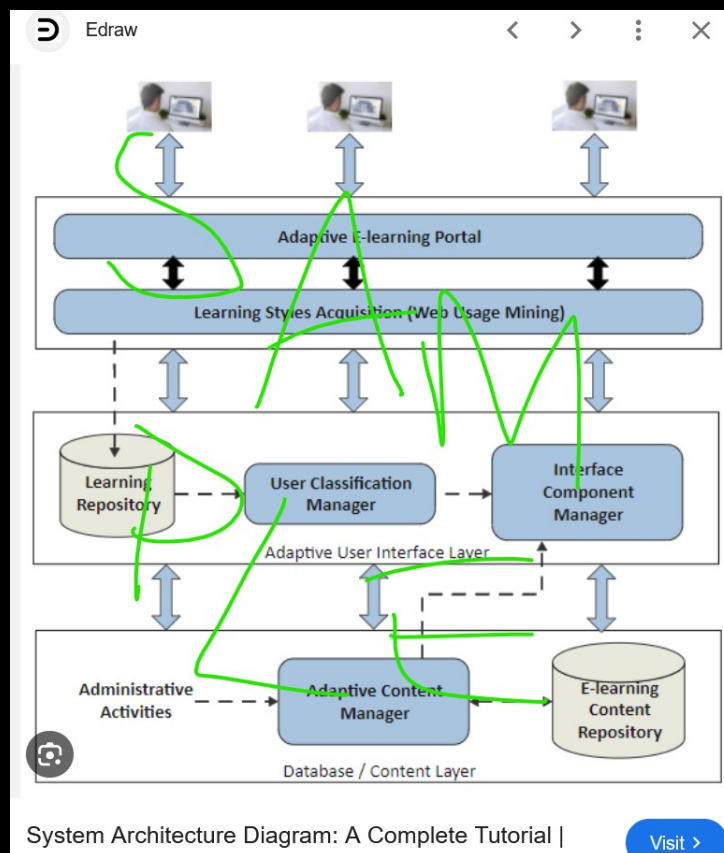 Edraw
Adaptive E-learning Portal
Learning Styles Acquisition (Web Usage Mining)
Learning
Repository
User Classification
Manager
Interface
Component
Manager
Adaptive User Interface Layer
Administrative
Activities
Adaptive Content
Manager
E-learning
Content
Repository
Database / Content Layer
SAMPLE
System Architecture Diagram: A Complete Tutorial |
Visit >